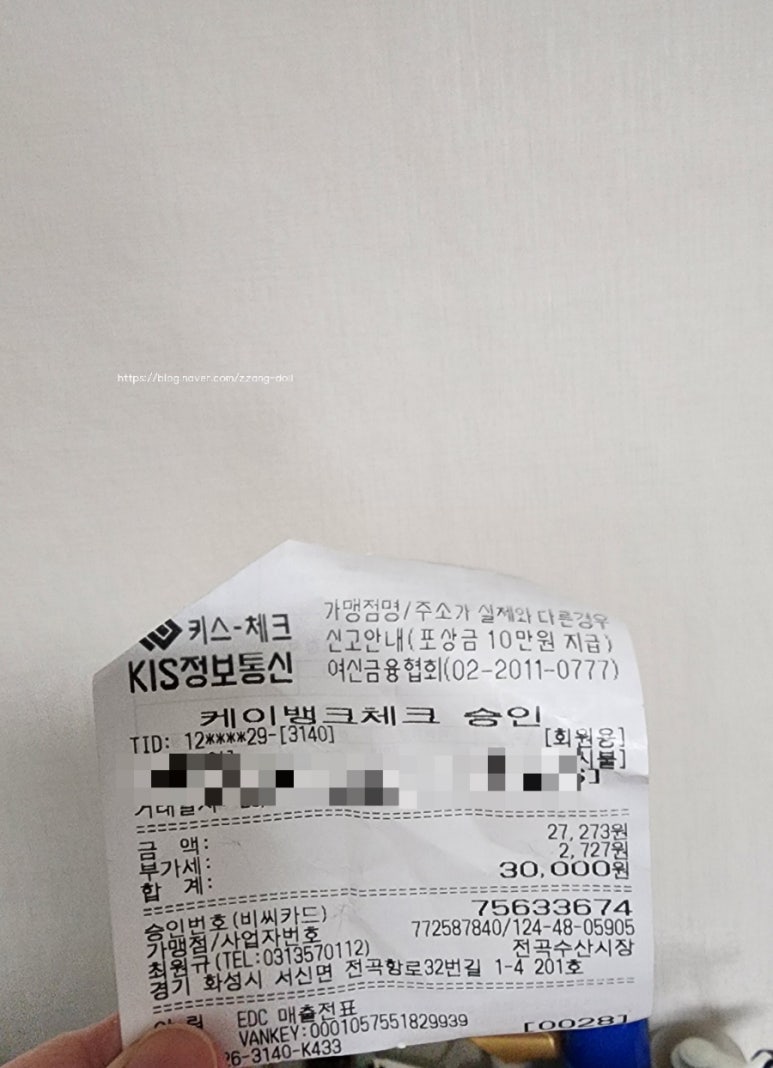 https://blog.naver.com/zzang-doll
키스-체크
KIS정보통신
가맹점명/주소가 실제와 다른경우
신고안내(포상금 10만원 지급)
여신금융협회(02-2011-0777)
케이뱅크체크 승인
TID: 12****29-[3140] [회원용]
거래일시
금 액: 27,273원
부가세: 2,727원
합 계: 30,000원
승인번호(비씨카드) 75633674
가맹점/사업자번호 772587840/124-48-05905
최원규(TEL:0313570112) 전곡수산시장
경기 화성시 서신면 전곡항로32번길 1-4 201호
EDC 매출전표
VANKEY:0001057551829939 [0028]
26-3140-K433